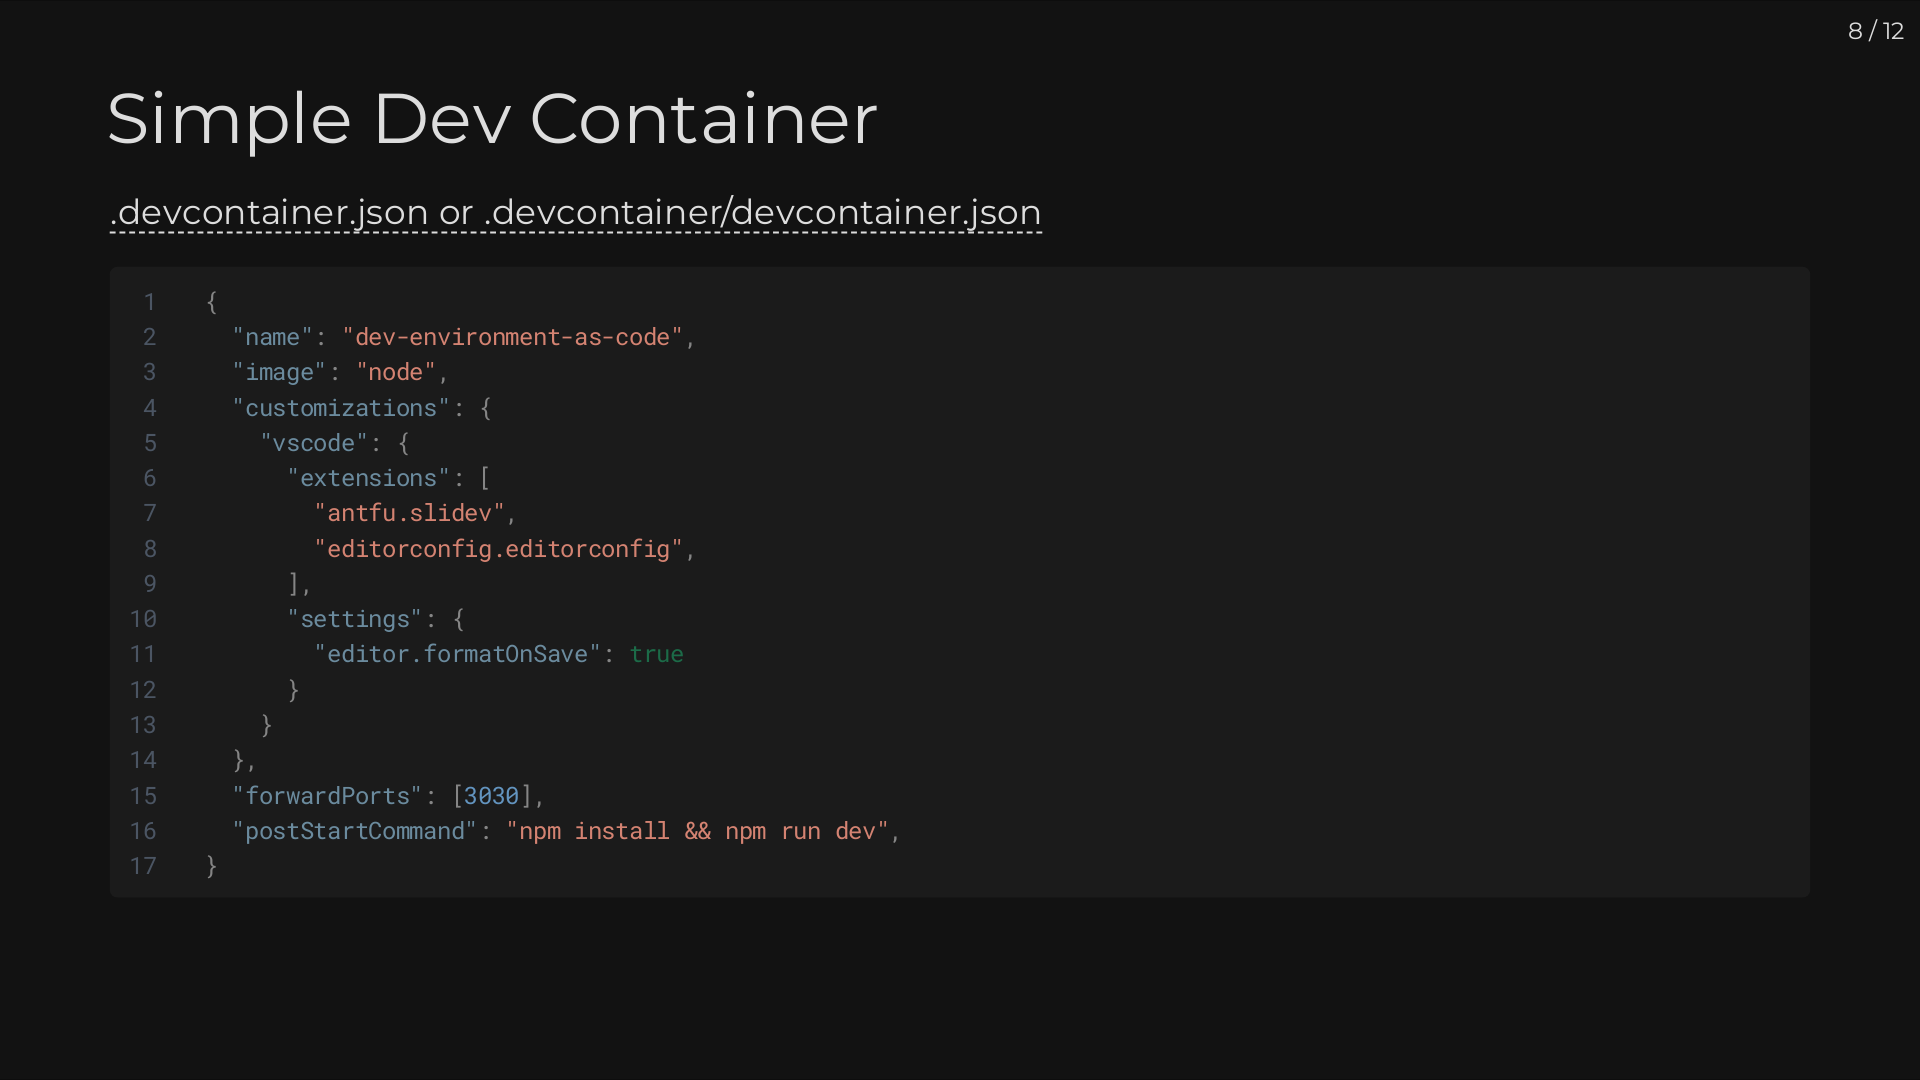 8 / 12
Simple Dev Container
.devcontainer.json or .devcontainer/devcontainer.json
1 {
2 "name": "dev-environment-as-code",
3 "image": "node",
4 "customizations": {
5 "vscode": {
6 "extensions": [
7 "antfu.slidev",
8 "editorconfig.editorconfig",
9 ],
10 "settings": {
11 "editor.formatOnSave": true
12 }
13 }
14 },
15 "forwardPorts": [3030],
16 "postStartCommand": "npm install && npm run dev",
17 }